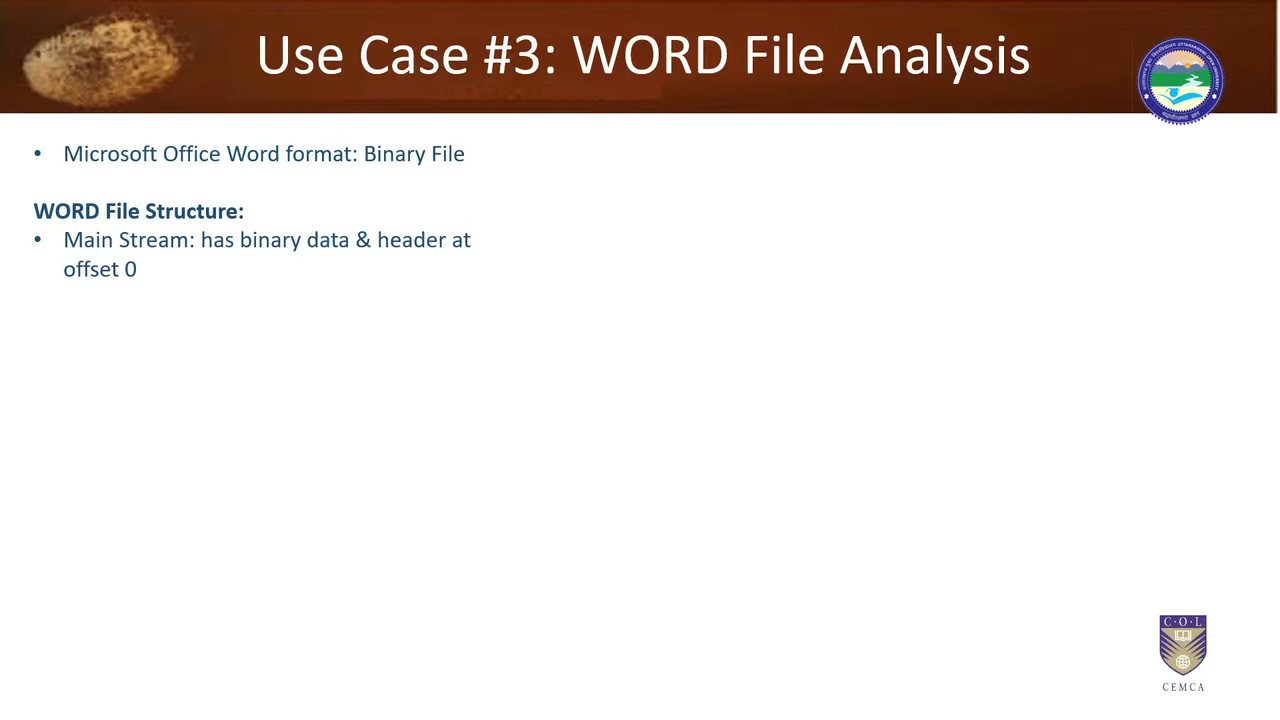 Use Case #3: WORD File Analysis
• Microsoft Office Word format: Binary File
WORD File Structure:
• Main Stream: has binary data & header at
offset 0
C·O·L
CEMCA